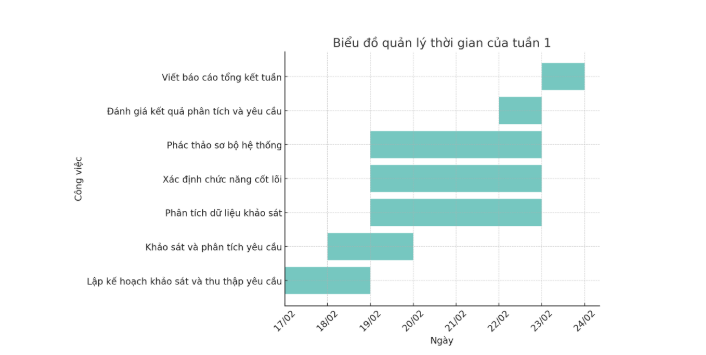 Biểu đồ quản lý thời gian của tuần 1
Viết báo cáo tổng kết tuần
Đánh giá kết quả phân tích và yêu cầu
Phác thảo sơ bộ hệ thống
Xác định chức năng cốt lõi
Phân tích dữ liệu khảo sát
Khảo sát và phân tích yêu cầu
Lập kế hoạch khảo sát và thu thập yêu cầu
Công việc
17/02
18/02
19/02
20/02
21/02
22/02
23/02
24/02
Ngày